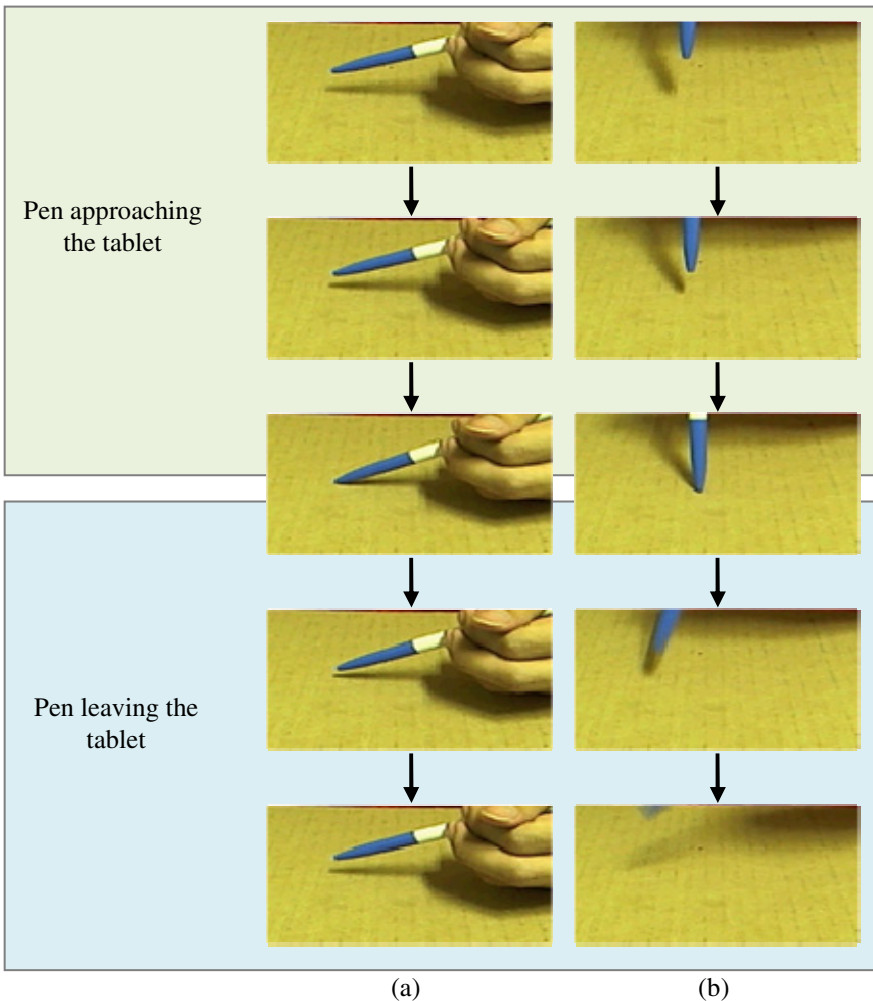 Pen approaching
the tablet
Pen leaving the
tablet
(a)
(b)